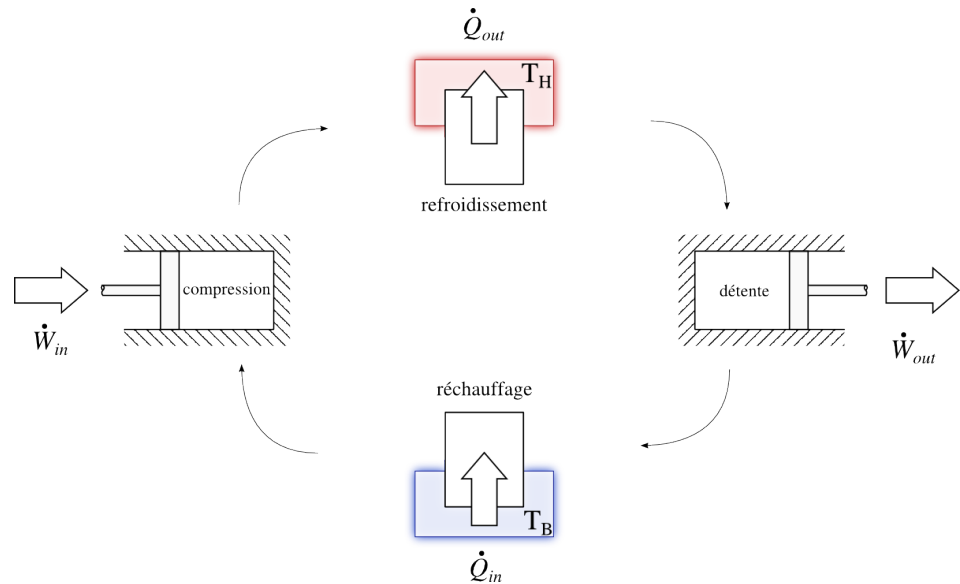 Q̇out
TH
refroidissement
compression
Ẇin
détente
Ẇout
réchauffage
TB
Q̇in